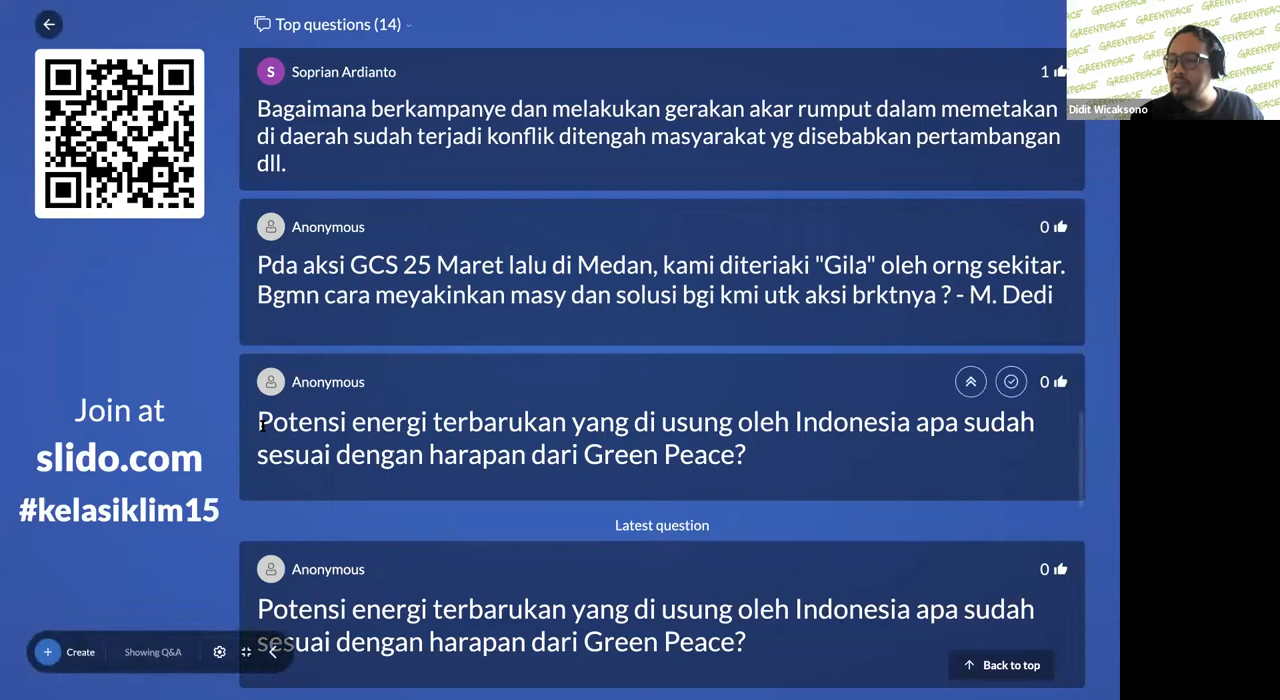 Top questions (14)
GREENPEACE GREENPEACE
GREENPEACE GREENPEACE
S Soprian Ardianto 1
Bagaimana berkampanye dan melakukan gerakan akar rumput dalam memetakan
di daerah sudah terjadi konflik ditengah masyarakat yg disebabkan pertambangan
dll.
Didit Wicaksono
Anonymous 0
Pda aksi GCS 25 Maret lalu di Medan, kami diteriaki "Gila" oleh orng sekitar.
Bgmn cara meyakinkan masy dan solusi bgi kmi utk aksi brktnya ? - M. Dedi
Anonymous 0
Potensi energi terbarukan yang di usung oleh Indonesia apa sudah
sesuai dengan harapan dari Green Peace?
Join at
slido.com
#kelasiklim15
Latest question
Anonymous 0
Potensi energi terbarukan yang di usung oleh Indonesia apa sudah
sesuai dengan harapan dari Green Peace?
Create Showing Q&A
Back to top